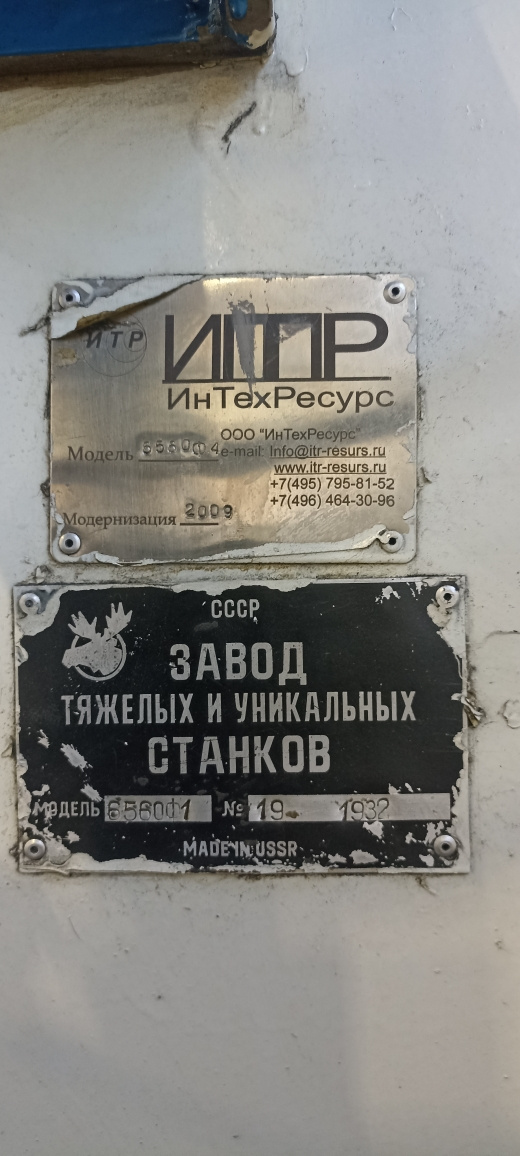 ИТР
ИТР
ИнТехРесурс
ООО "ИнТехРесурс"
Модель 6560Ф4 e-mail: Info@itr-resurs.ru
www.itr-resurs.ru
+7(495) 795-81-52
+7(496) 464-30-96
Модернизация 2009
СССР
ЗАВОД
ТЯЖЕЛЫХ И УНИКАЛЬНЫХ
СТАНКОВ
МОДЕЛЬ 6560Ф1 № 19 1932
MADE IN USSR